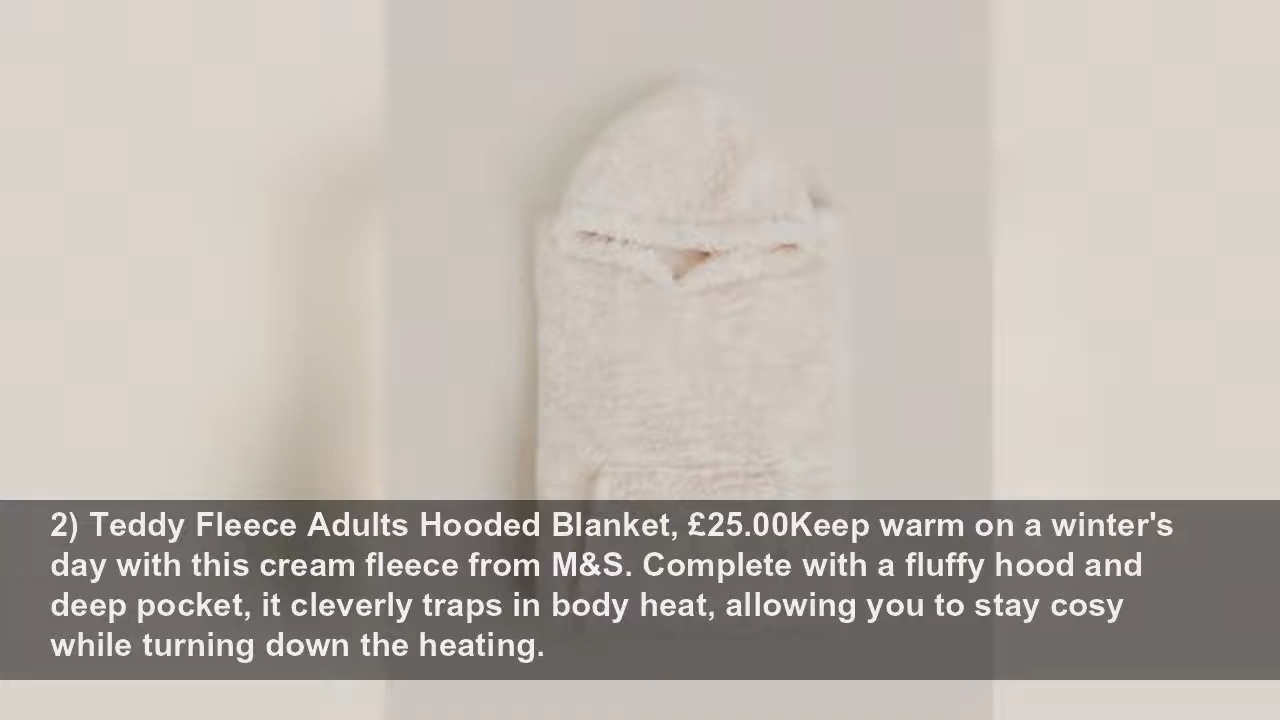 2) Teddy Fleece Adults Hooded Blanket, £25.00Keep warm on a winter's
day with this cream fleece from M&S. Complete with a fluffy hood and
deep pocket, it cleverly traps in body heat, allowing you to stay cosy
while turning down the heating.